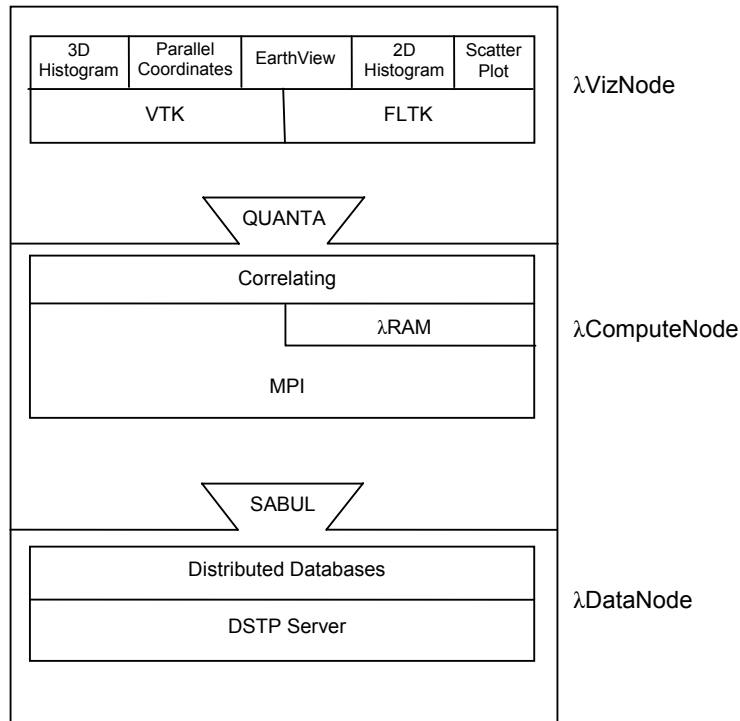 3D Histogram
Parallel Coordinates
EarthView
2D Histogram
Scatter Plot
VTK
FLTK
λVizNode
QUANTA
Correlating
λRAM
λComputeNode
MPI
SABUL
Distributed Databases
λDataNode
DSTP Server